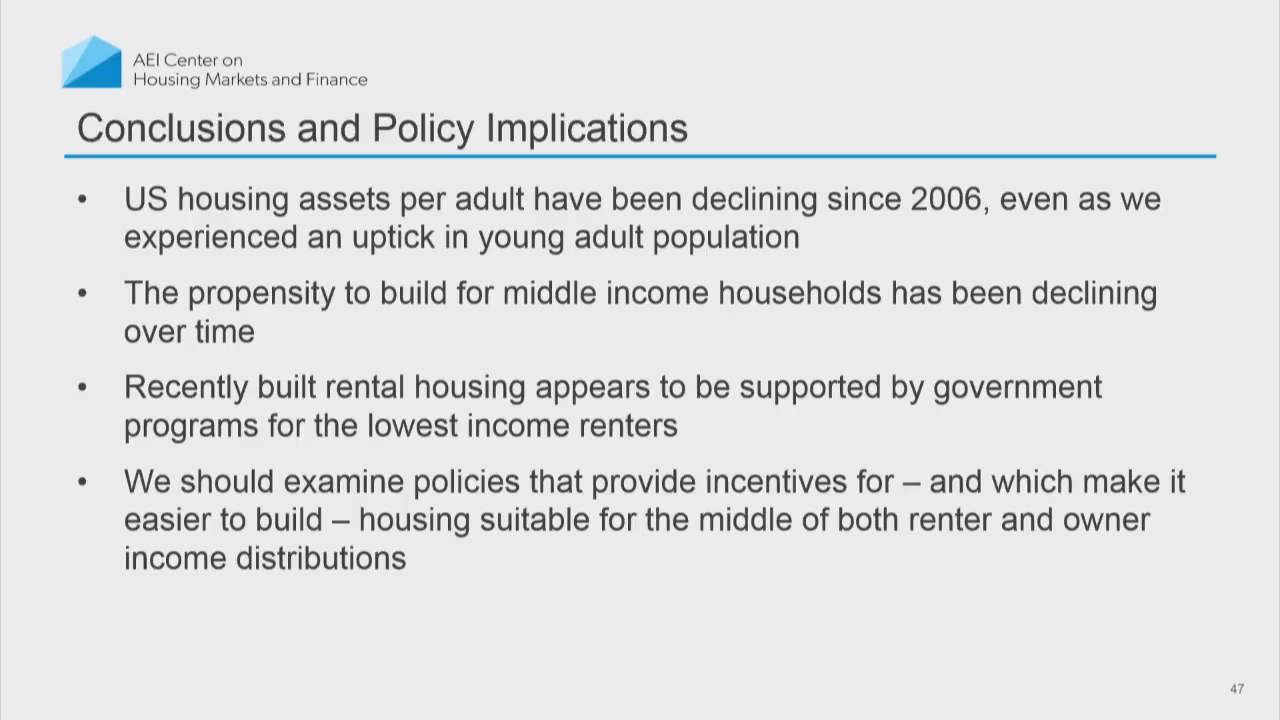 AEI Center on
Housing Markets and Finance
Conclusions and Policy Implications
• US housing assets per adult have been declining since 2006, even as we
experienced an uptick in young adult population
• The propensity to build for middle income households has been declining
over time
• Recently built rental housing appears to be supported by government
programs for the lowest income renters
• We should examine policies that provide incentives for – and which make it
easier to build – housing suitable for the middle of both renter and owner
income distributions
47